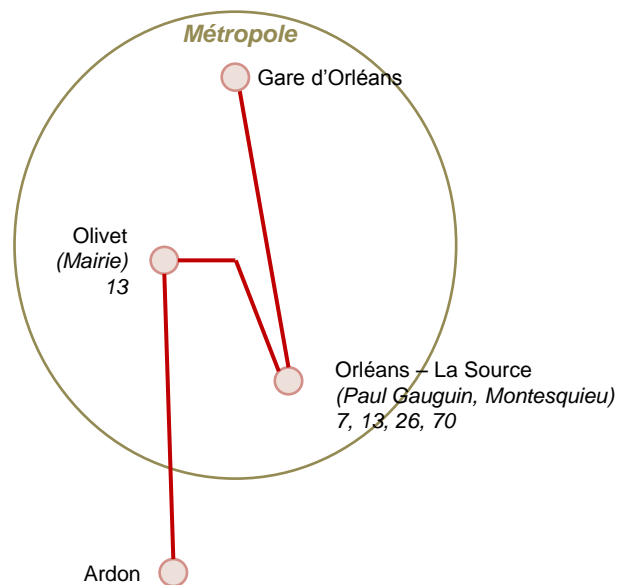 Métropole
Gare d’Orléans
Olivet
(Mairie)
13
Orléans – La Source
(Paul Gauguin, Montesquieu)
7, 13, 26, 70
Ardon